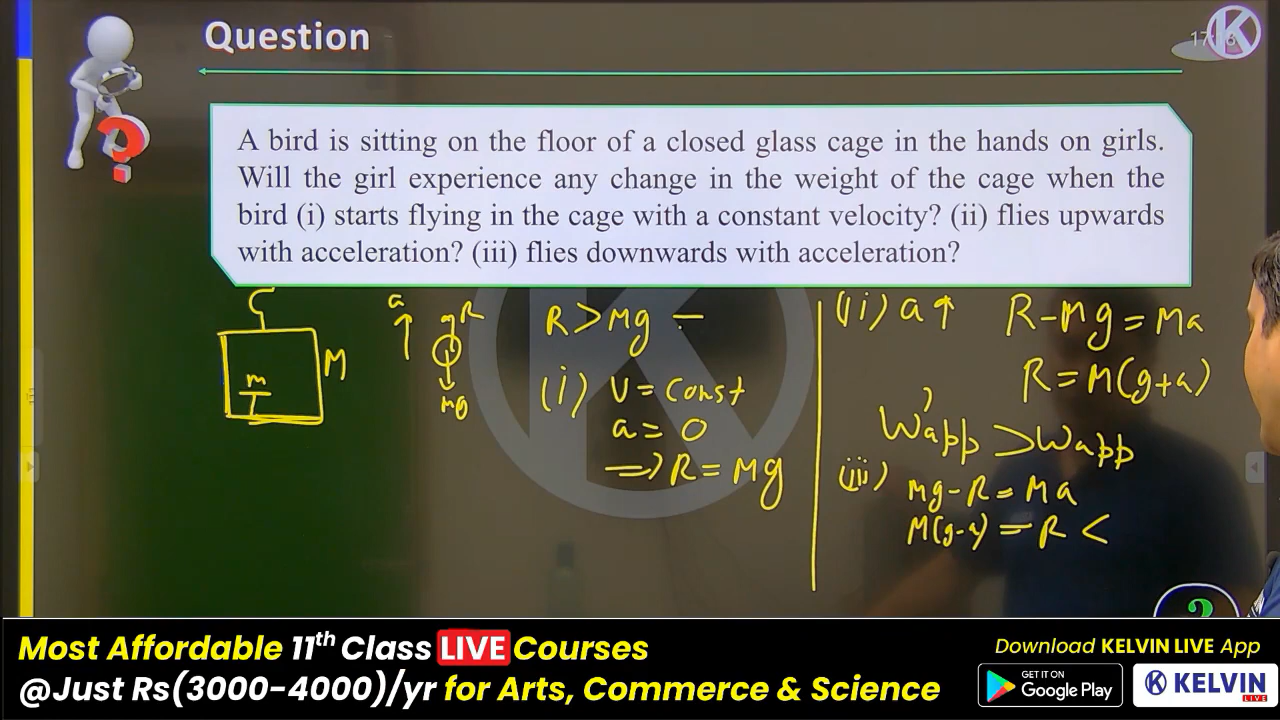 Question
17:16
A bird is sitting on the floor of a closed glass cage in the hands on girls.
Will the girl experience any change in the weight of the cage when the
bird (i) starts flying in the cage with a constant velocity? (ii) flies upwards
with acceleration? (iii) flies downwards with acceleration?
M
m
a
R
mg
R > Mg -
(i) v = const
a = 0
⟹ R = Mg
(ii) a ↑ R - Mg = Ma
R = M(g+a)
W'app > Wapp
(iii) Mg - R = Ma
M(g-a) = R <
Most Affordable 11th Class LIVE Courses
@Just Rs(3000-4000)/yr for Arts, Commerce & Science
Download KELVIN LIVE App
GET IT ON
Google Play
KELVIN
LIVE